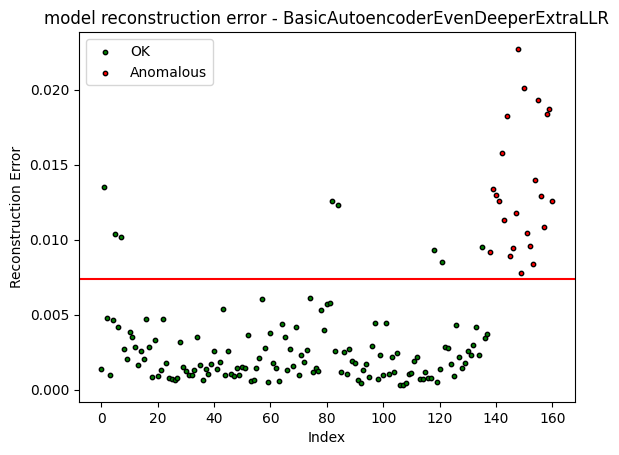 model reconstruction error - BasicAutoencoderEvenDeeperExtraLLR
OK
Anomalous
0.020
0.015
0.010
0.005
0.000
Reconstruction Error
0 20 40 60 80 100 120 140 160
Index